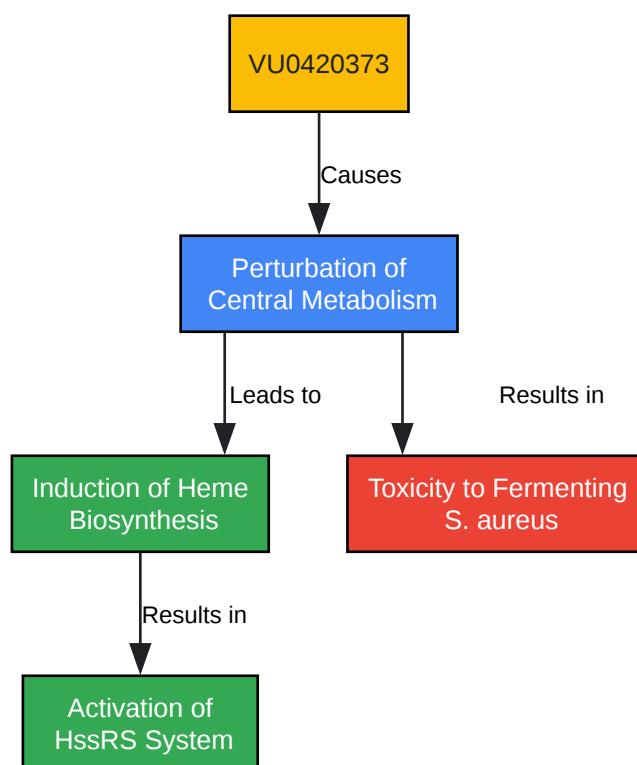 VU0420373
Causes
Perturbation of
Central Metabolism
Leads to
Results in
Induction of Heme
Biosynthesis
Toxicity to Fermenting
S. aureus
Results in
Activation of
HssRS System